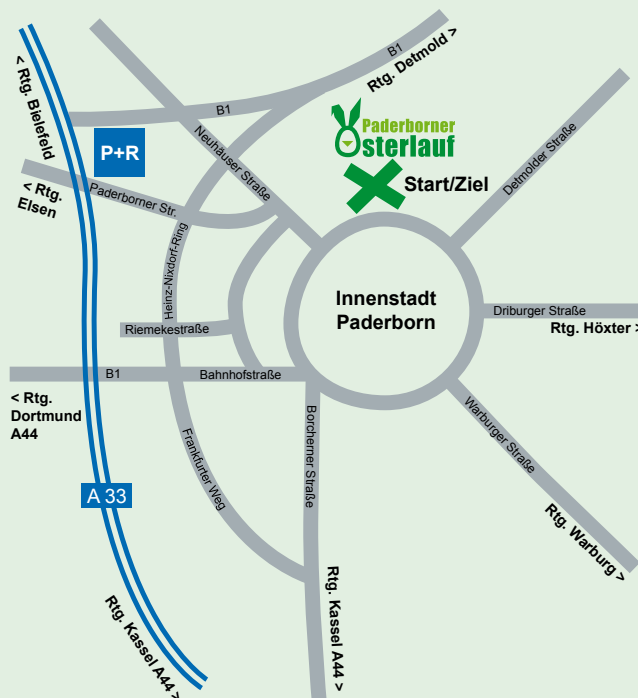 B1
Rtg. Detmold >
< Rtg. Bielefeld
B1
Paderborner
Osterlauf
Neuhäuser Straße
P+R
Start/Ziel
Detmolder Straße
< Rtg.
Elsen
Paderborner Str.
Heinz-Nixdorf-Ring
Innenstadt
Paderborn
Driburger Straße
Rtg. Höxter >
Riemekestraße
B1
Bahnhofstraße
< Rtg.
Dortmund
A44
Borcherner Straße
Warburger Straße
Frankfurter Weg
A 33
Rtg. Warburg >
Rtg. Kassel A44 >
Rtg. Kassel A44 >